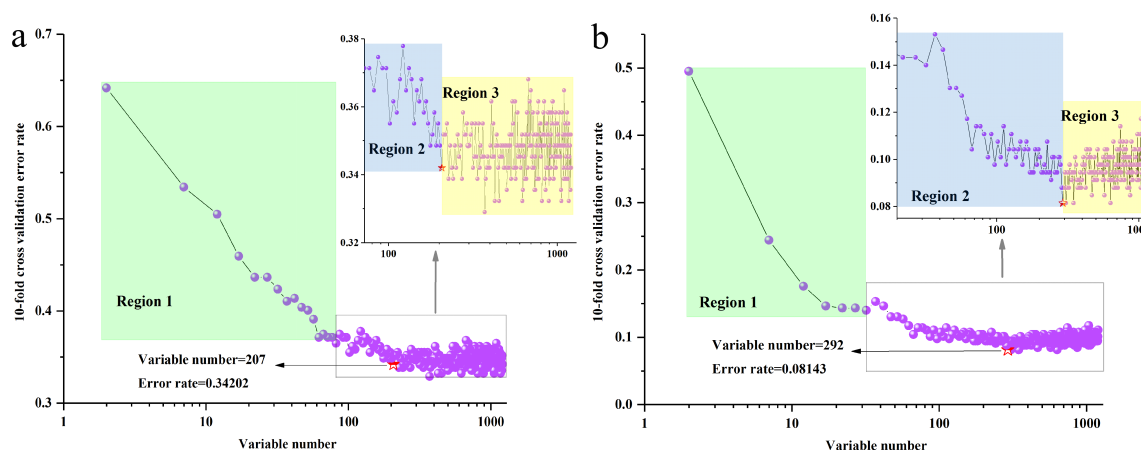 a
10-fold cross validation error rate
0.7
0.6
0.5
0.4
0.3
1
10
100
1000
Variable number
Region 1
Variable number=207
Error rate=0.34202
0.38
0.36
0.34
0.32
100
1000
Region 2
Region 3
b
10-fold cross validation error rate
0.5
0.4
0.3
0.2
0.1
0.0
1
10
100
1000
Variable number
Region 1
Variable number=292
Error rate=0.08143
0.16
0.14
0.12
0.10
0.08
100
Region 3
Region 2